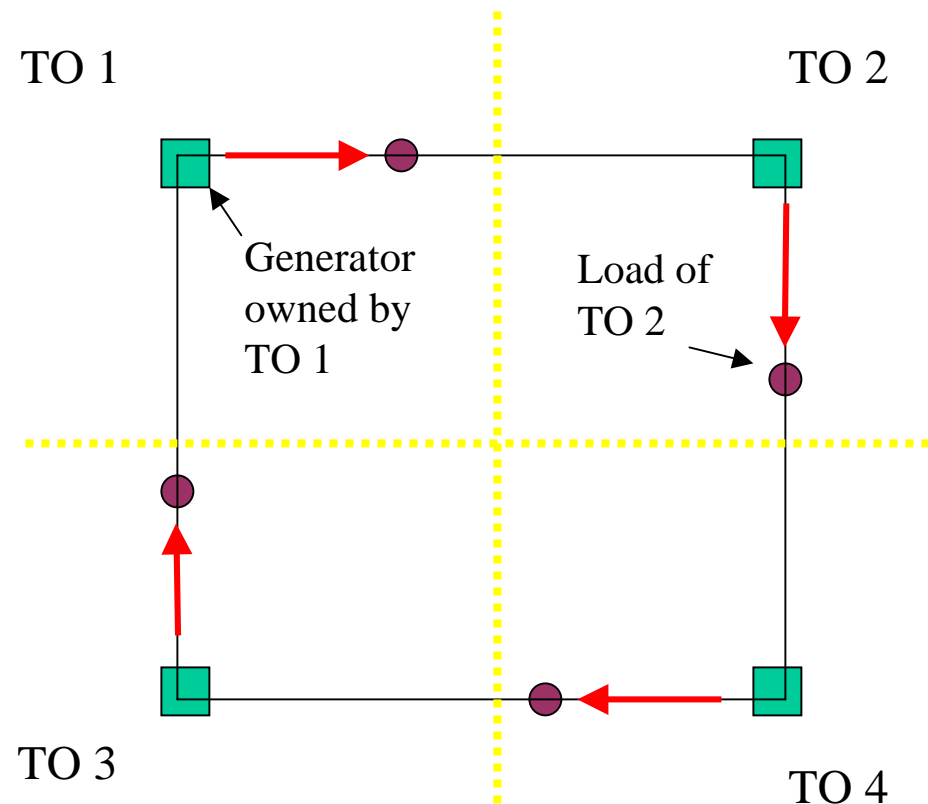 TO 1
TO 2
Generator
owned by
TO 1
Load of
TO 2
TO 3
TO 4